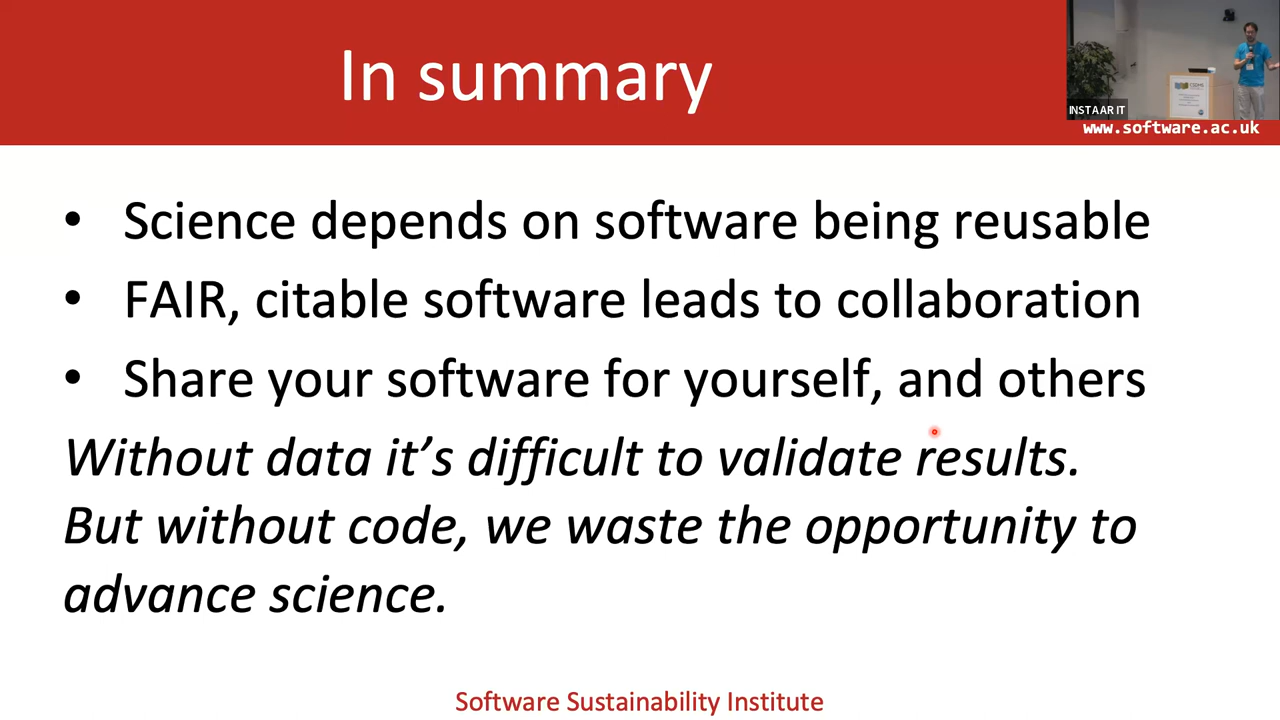 In summary
INSTAAR IT
www.software.ac.uk
• Science depends on software being reusable
• FAIR, citable software leads to collaboration
• Share your software for yourself, and others
Without data it’s difficult to validate results.
But without code, we waste the opportunity to
advance science.
Software Sustainability Institute